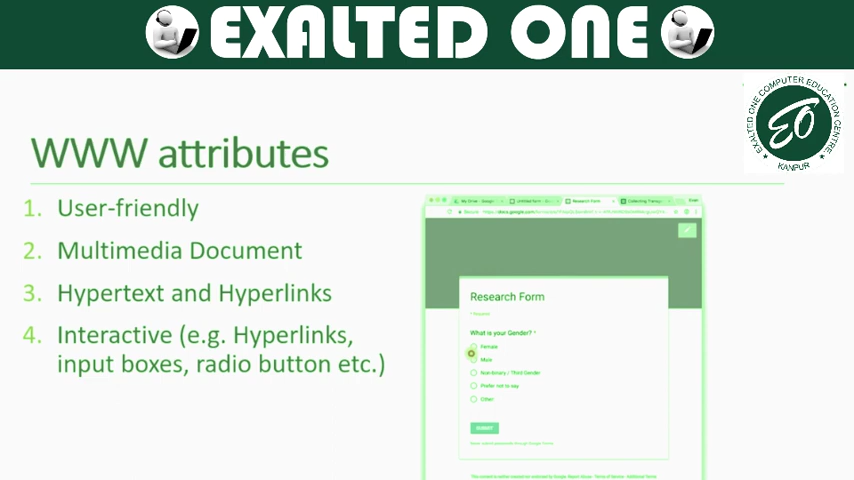 EXALTED ONE
EXALTED ONE COMPUTER EDUCATION CENTRE,
EO
KANPUR
WWW attributes
1. User-friendly
2. Multimedia Document
3. Hypertext and Hyperlinks
4. Interactive (e.g. Hyperlinks,
input boxes, radio button etc.)
Research Form
* Required
What is your Gender? *
Female
Male
Non-binary / Third Gender
Prefer not to say
Other:
SUBMIT